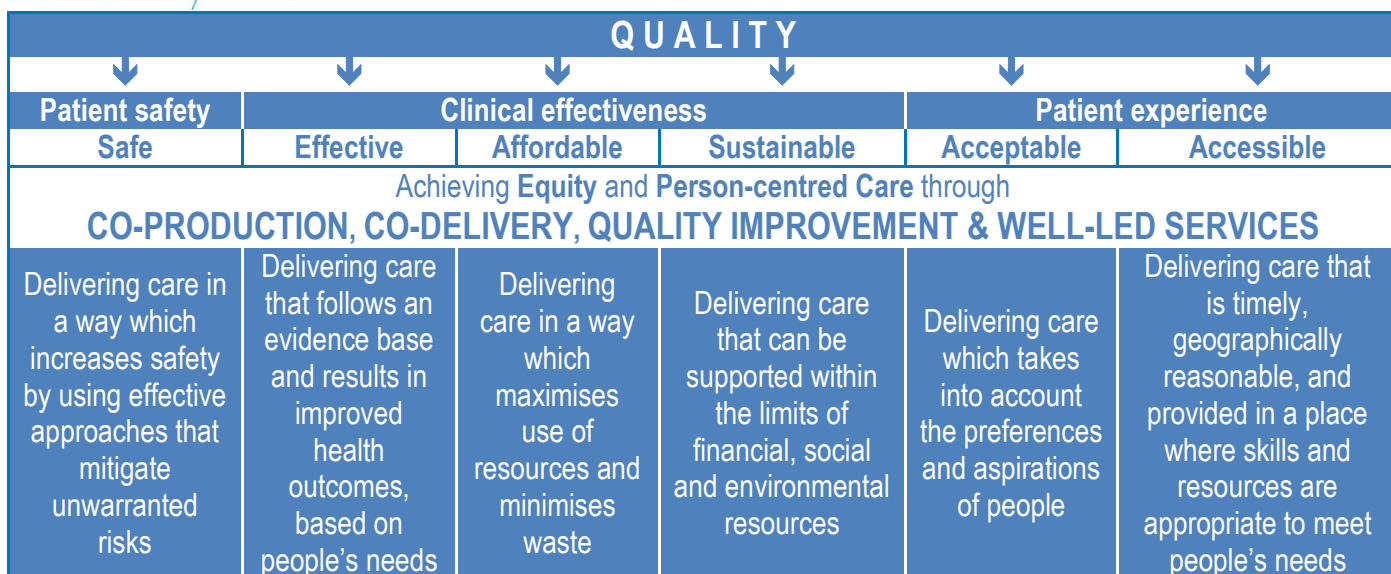 QUALITY
Patient safety Clinical effectiveness Patient experience
Safe Effective Affordable Sustainable Acceptable Accessible
Achieving Equity and Person-centred Care through
CO-PRODUCTION, CO-DELIVERY, QUALITY IMPROVEMENT & WELL-LED SERVICES
Delivering care in
a way which
increases safety
by using effective
approaches that
mitigate
unwarranted
risks
Delivering care
that follows an
evidence base
and results in
improved
health
outcomes,
based on
people’s needs
Delivering
care in a way
which
maximises
use of
resources and
minimises
waste
Delivering care
that can be
supported within
the limits of
financial, social
and environmental
resources
Delivering care
which takes
into account
the preferences
and aspirations
of people
Delivering care that
is timely,
geographically
reasonable, and
provided in a place
where skills and
resources are
appropriate to meet
people’s needs